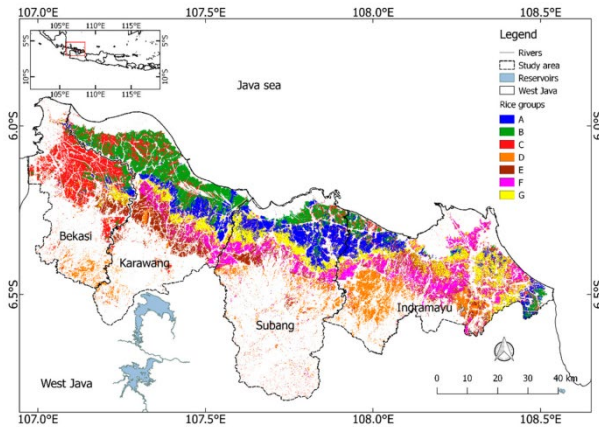 107.0°E 107.5°E 108.0°E 108.5°E
105°E 110°E 115°E
5°S 5°S
10°S 10°S
105°E 110°E 115°E
Java sea
Legend
Rivers
Study area
Reservoirs
West Java
Rice groups
A
B
C
D
E
F
G
6.0°S 6.0°S
Bekasi
Karawang
Subang
Indramayu
6.5°S 6.5°S
West Java
0 10 20 30 40 km
107.0°E 107.5°E 108.0°E 108.5°E